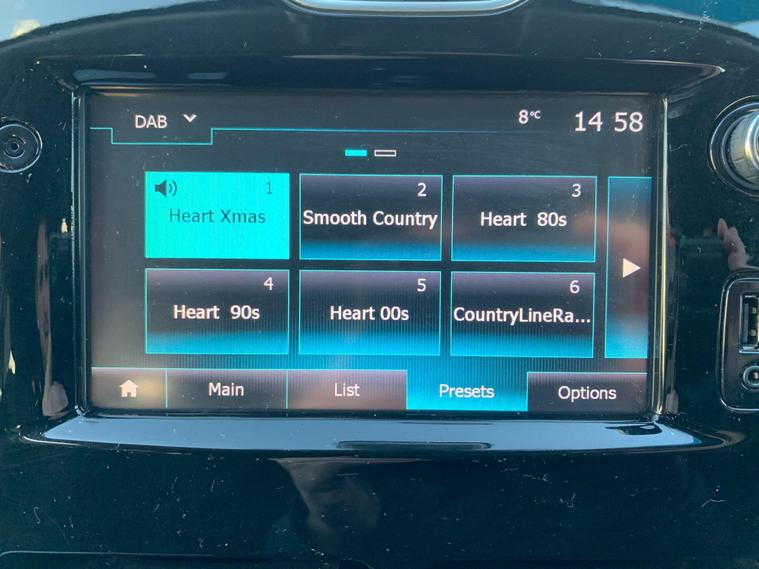 DAB
8°C
14 58
1
Heart Xmas
2
Smooth Country
3
Heart 80s
4
Heart 90s
5
Heart 00s
6
CountryLineRa...
Main
List
Presets
Options